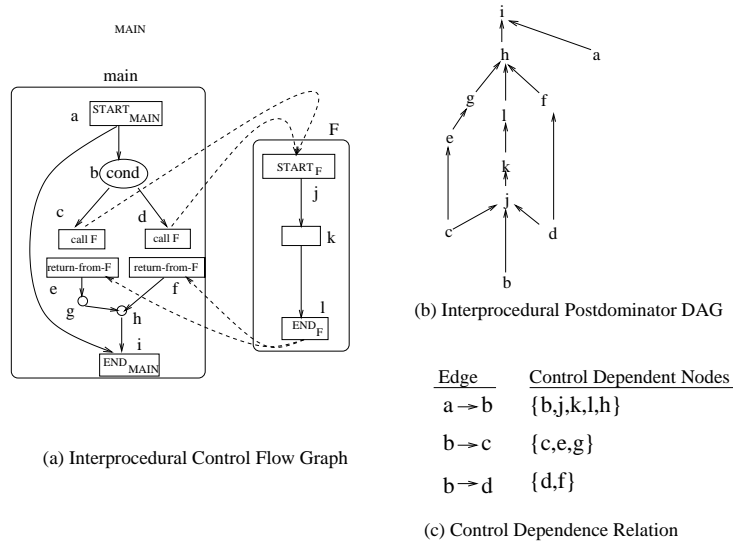 MAIN
main
F
a
START MAIN
b cond
c
d
call F
call F
return-from-F
return-from-F
e
f
g
h
i
END MAIN
START F
j
k
l
END F
(a) Interprocedural Control Flow Graph
i
h
a
g
f
l
e
k
j
c
d
b
(b) Interprocedural Postdominator DAG
Edge Control Dependent Nodes
a→b {b,j,k,l,h}
b→c {c,e,g}
b→d {d,f}
(c) Control Dependence Relation